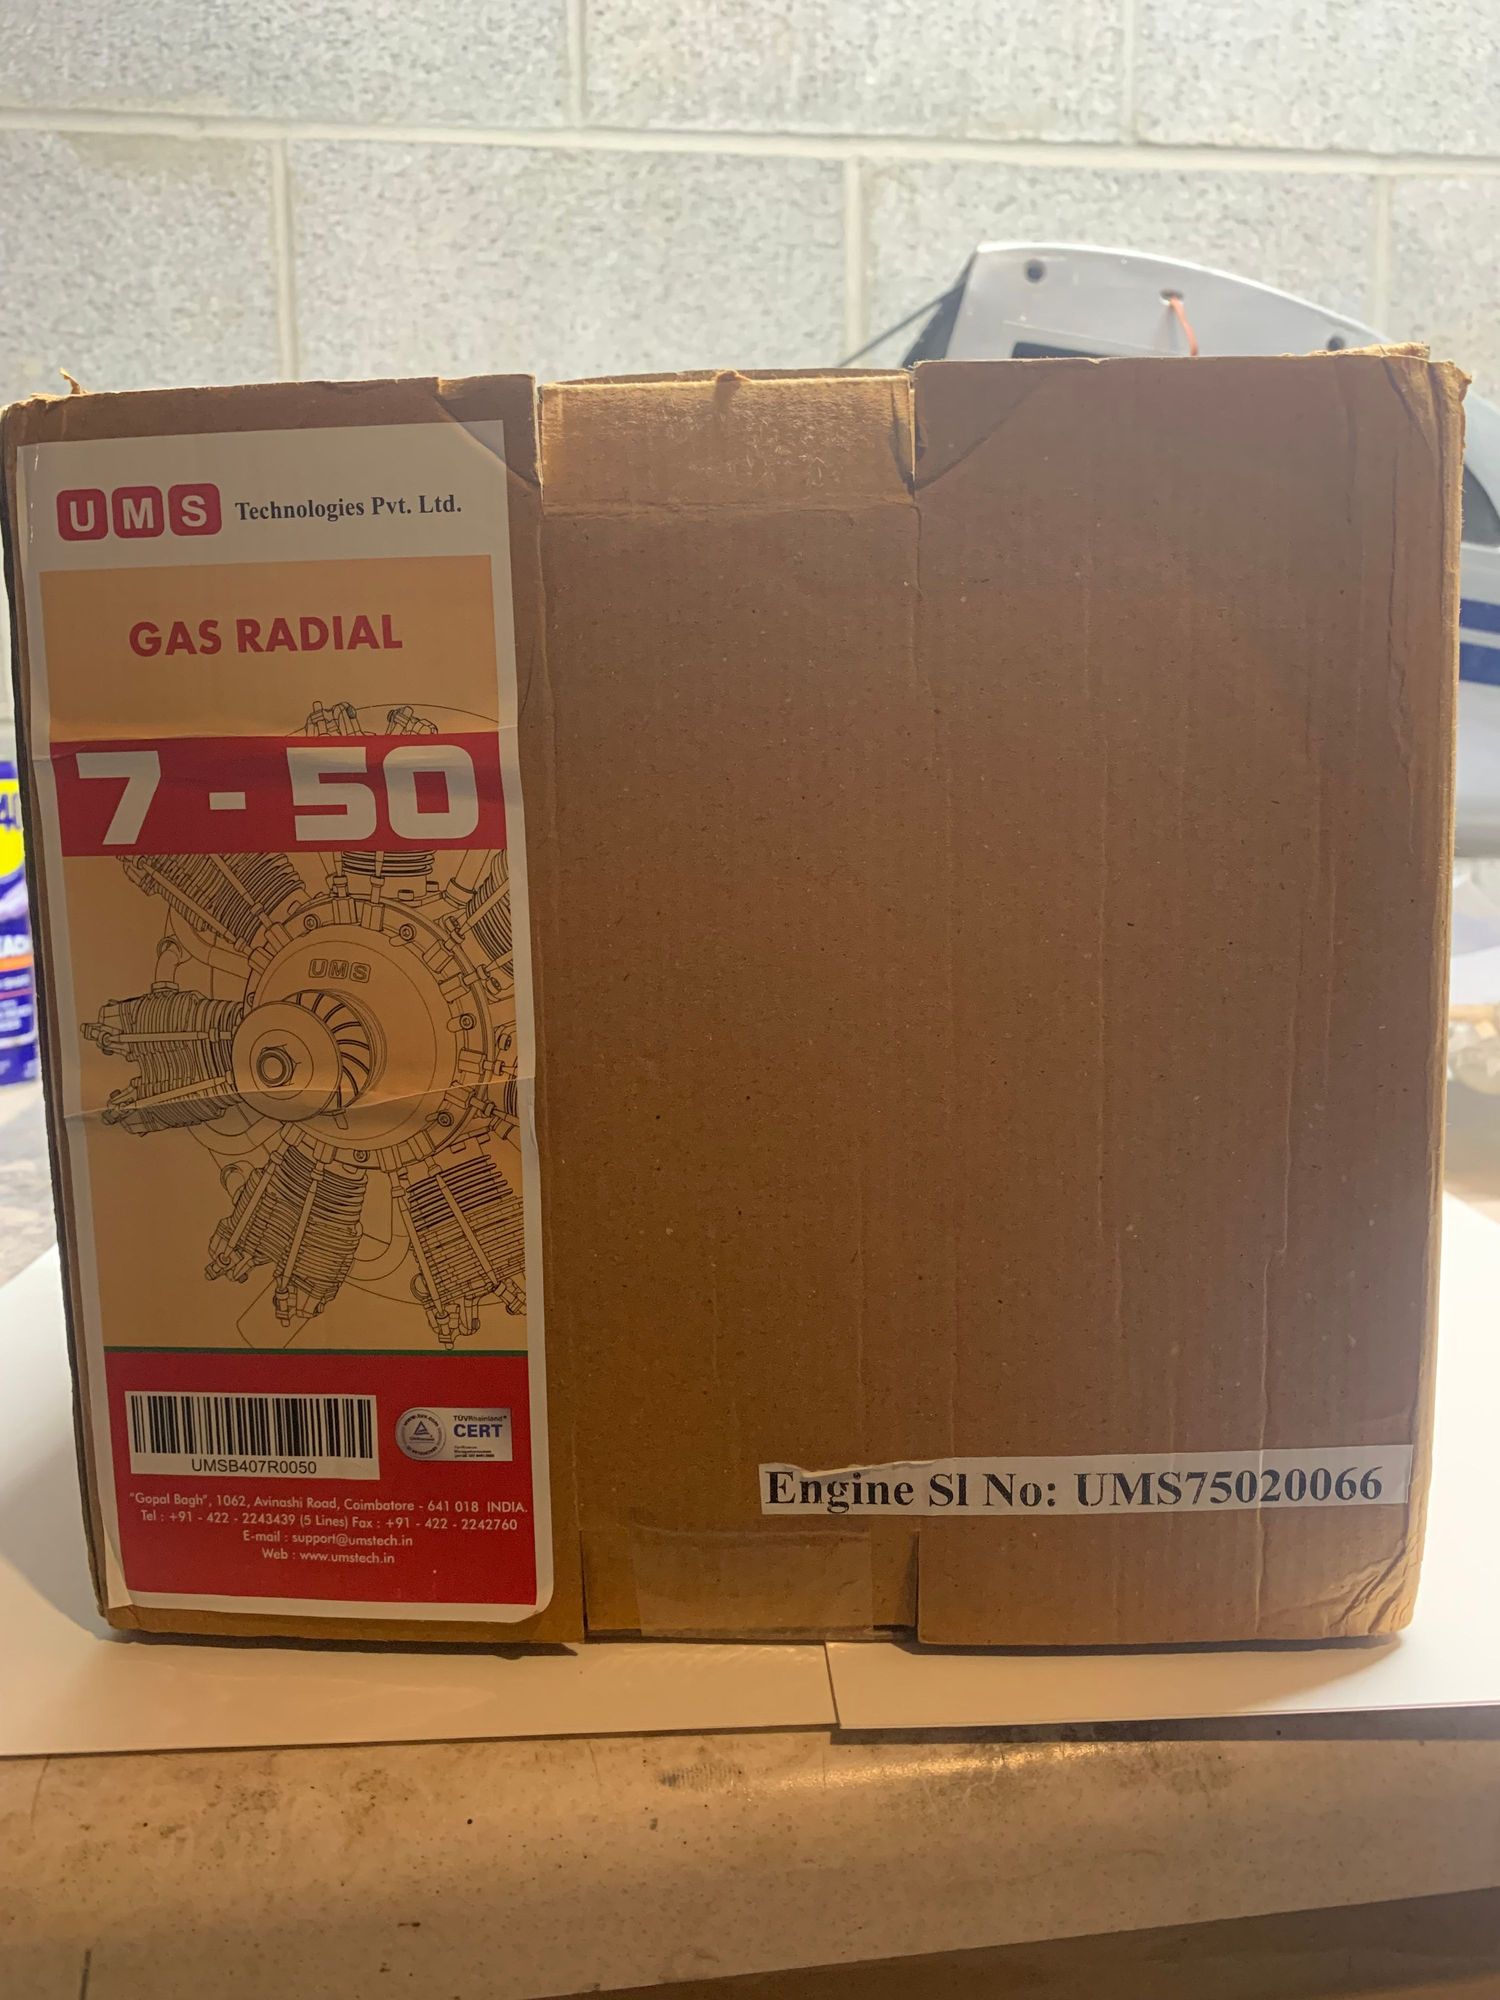 UMS Technologies Pvt. Ltd.
GAS RADIAL
7 - 50
UMS
UMSB407R0050
TÜVRheinland
CERT
"Gopal Bagh", 1062, Avinashi Road, Coimbatore - 641 018 INDIA.
Tel : +91 - 422 - 2243439 (5 Lines) Fax : +91 - 422 - 2242760
E-mail : support@umstech.in
Web : www.umstech.in
Engine Sl No: UMS75020066